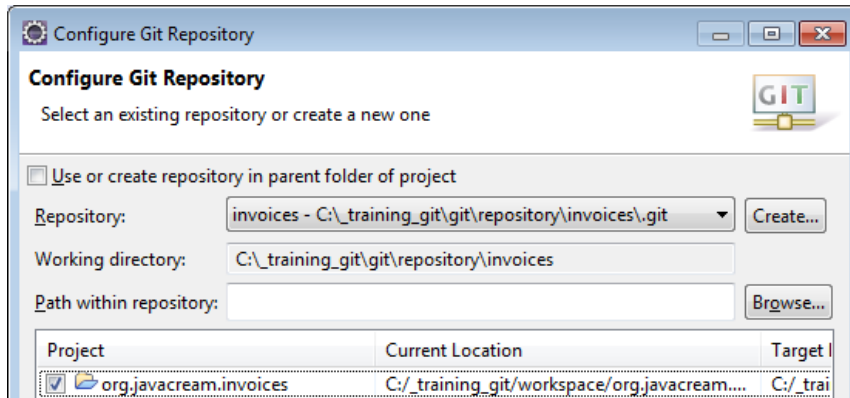 Configure Git Repository
Configure Git Repository
Select an existing repository or create a new one
GIT
Use or create repository in parent folder of project
Repository: invoices - C:\_training_git\git\repository\invoices\.git Create...
Working directory: C:\_training_git\git\repository\invoices
Path within repository: Browse...
Project Current Location Target
org.javacream.invoices C:/_training_git/workspace/org.javacream.... C:/_trai